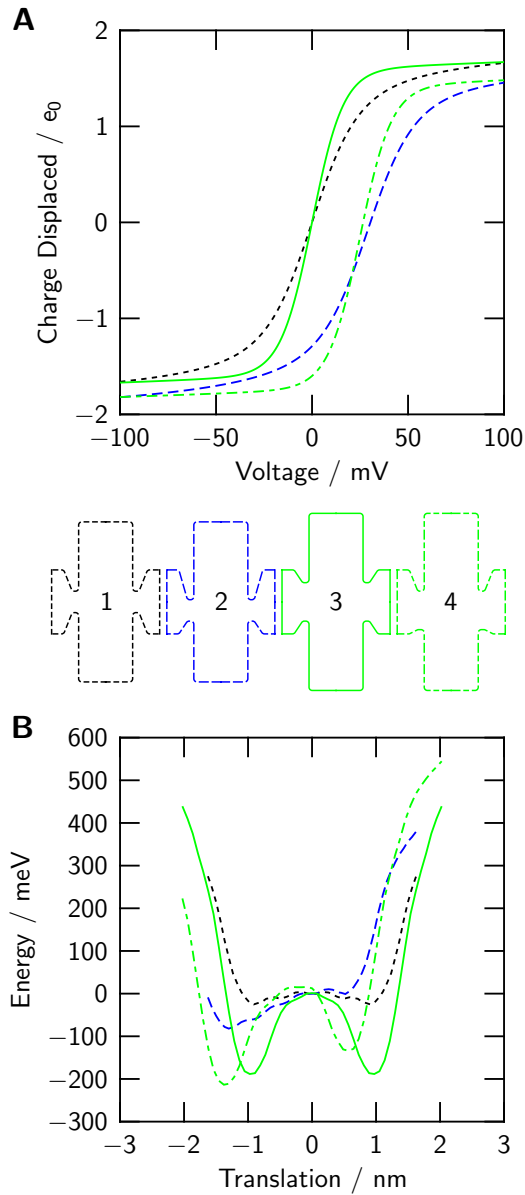 A
Charge Displaced / e₀
2
1
0
−1
−2
−100 −50 0 50 100
Voltage / mV
1 2 3 4
B
Energy / meV
600
500
400
300
200
100
0
−100
−200
−300
−3 −2 −1 0 1 2 3
Translation / nm